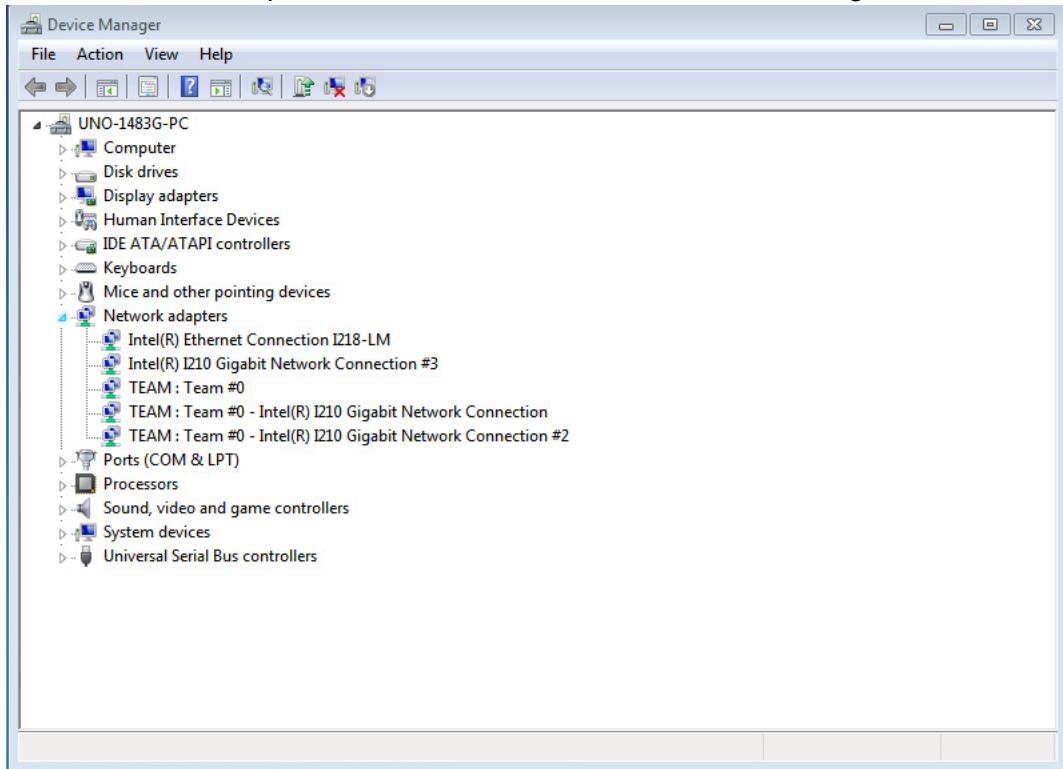 Device Manager
File Action View Help
UNO-1483G-PC
Computer
Disk drives
Display adapters
Human Interface Devices
IDE ATA/ATAPI controllers
Keyboards
Mice and other pointing devices
Network adapters
Intel(R) Ethernet Connection I218-LM
Intel(R) I210 Gigabit Network Connection #3
TEAM : Team #0
TEAM : Team #0 - Intel(R) I210 Gigabit Network Connection
TEAM : Team #0 - Intel(R) I210 Gigabit Network Connection #2
Ports (COM & LPT)
Processors
Sound, video and game controllers
System devices
Universal Serial Bus controllers